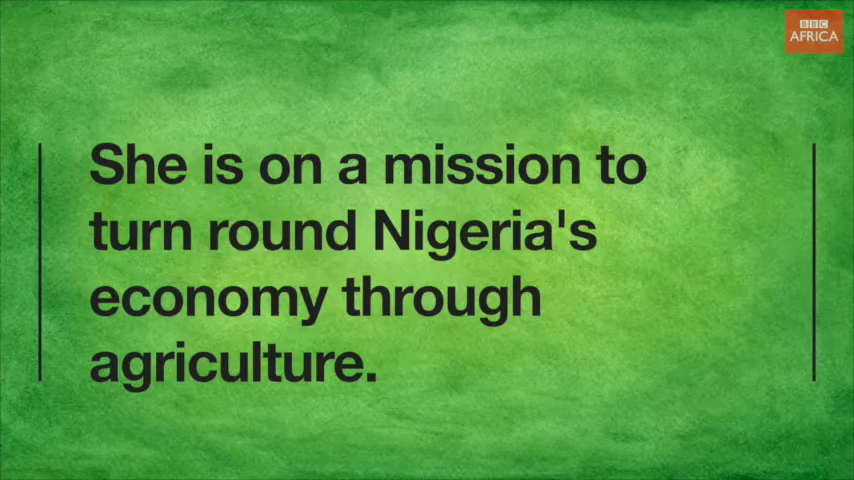 BBC
AFRICA
She is on a mission to
turn round Nigeria's
economy through
agriculture.